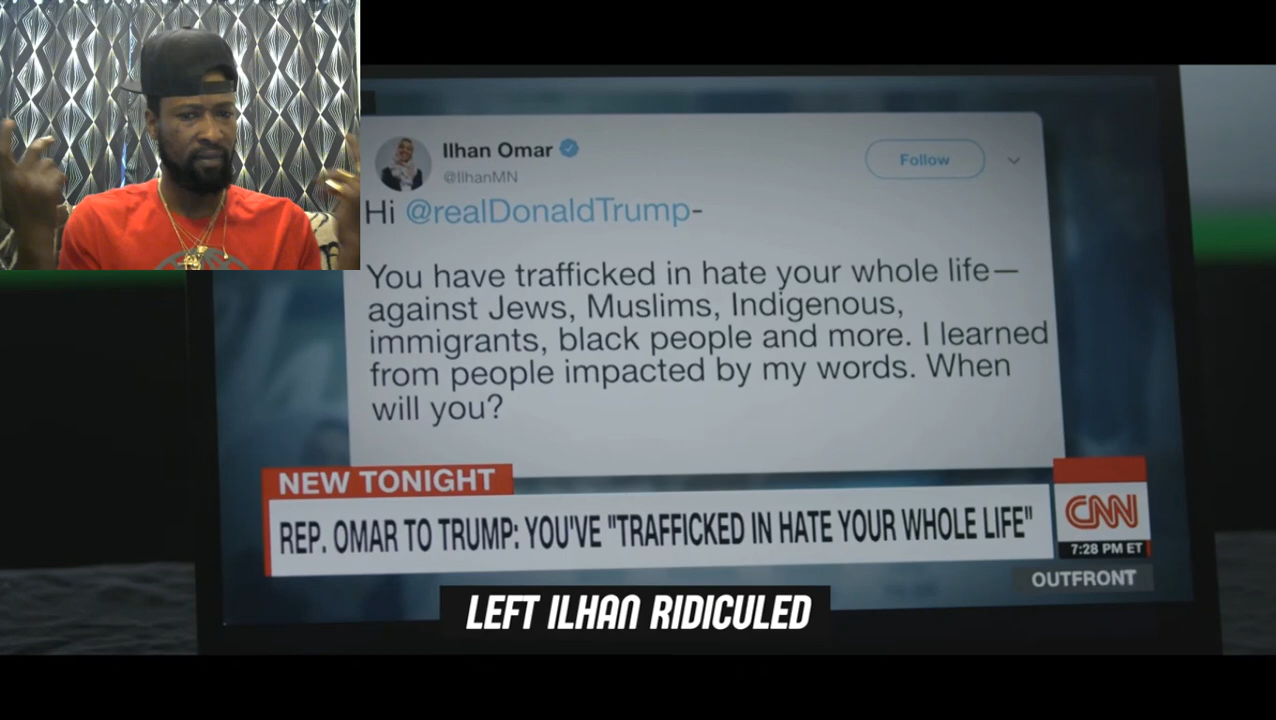 Ilhan Omar
@IlhanMN
Follow
Hi @realDonaldTrump-
You have trafficked in hate your whole life—
against Jews, Muslims, Indigenous,
immigrants, black people and more. I learned
from people impacted by my words. When
will you?
NEW TONIGHT
REP. OMAR TO TRUMP: YOU'VE "TRAFFICKED IN HATE YOUR WHOLE LIFE"
CNN
7:28 PM ET
OUTFRONT
LEFT ILHAN RIDICULED